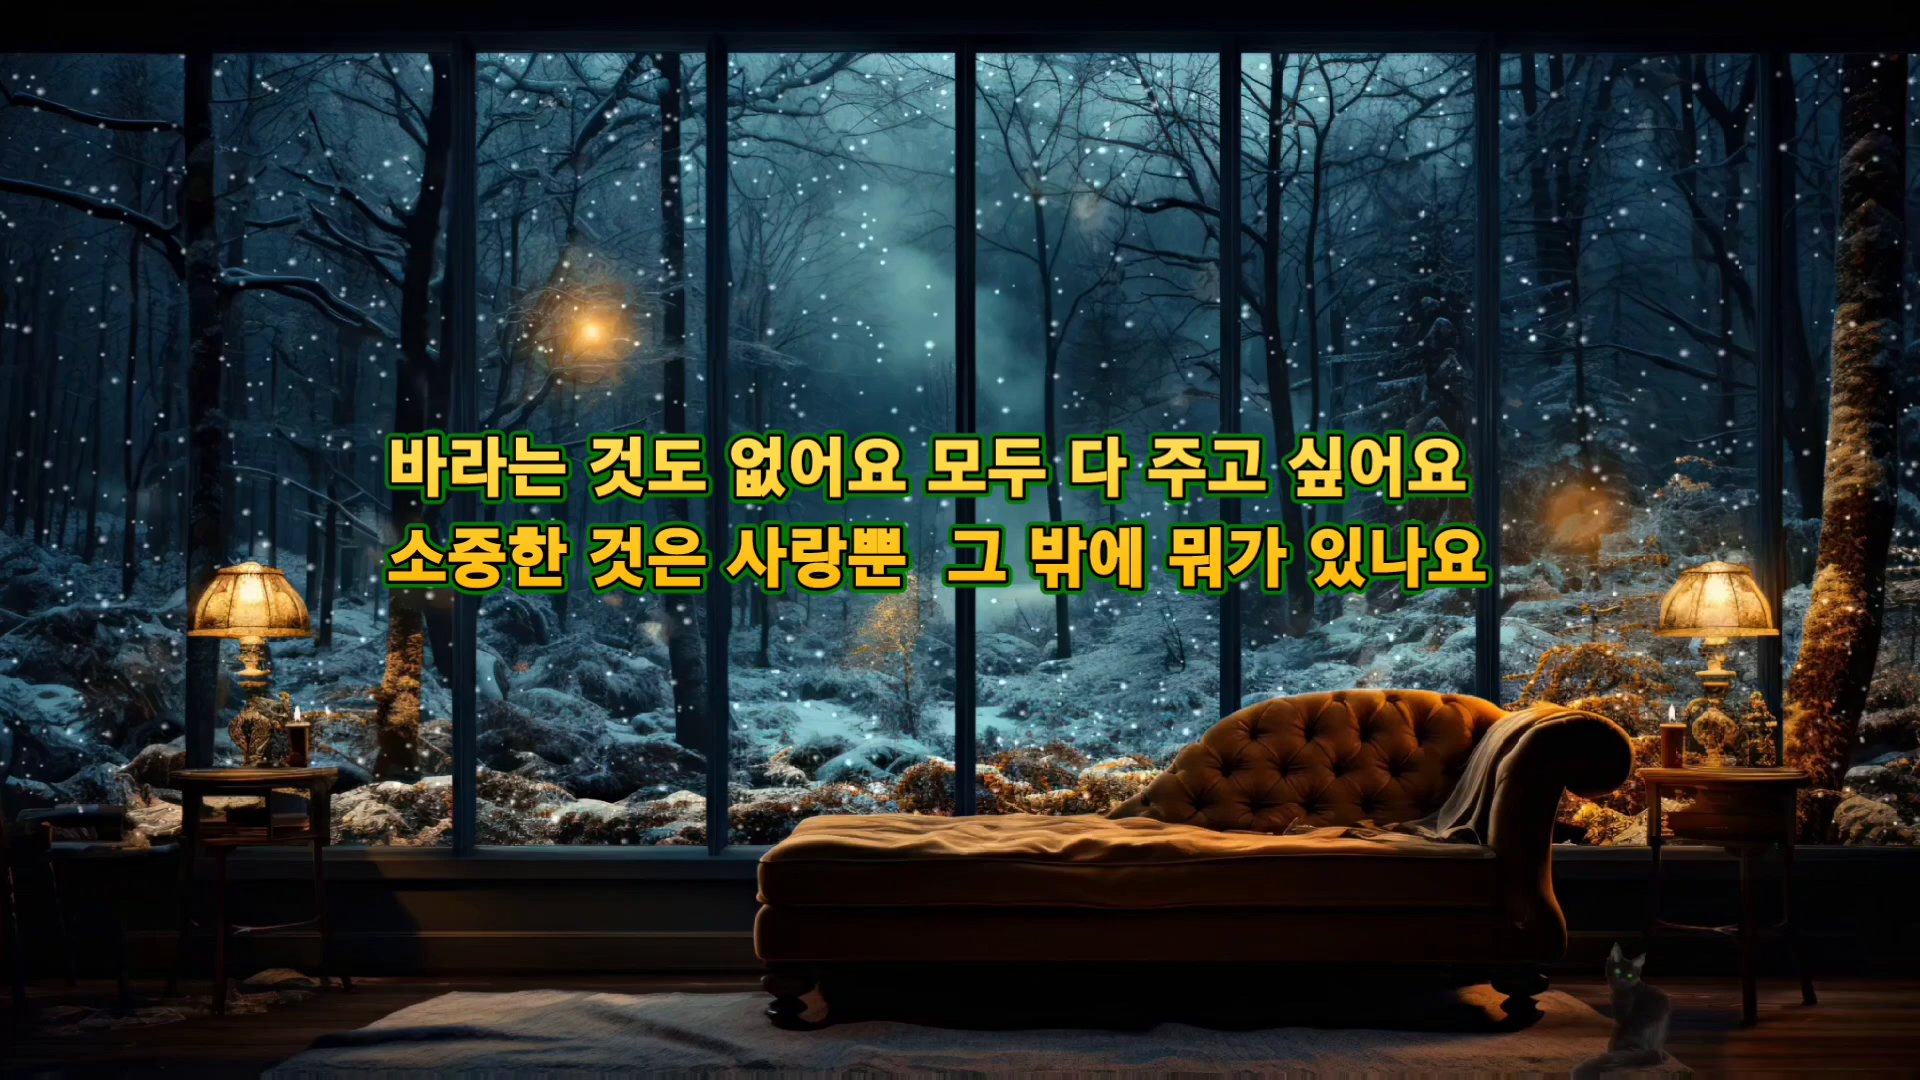 바라는 것도 없어요 모두 다 주고 싶어요
소중한 것은 사랑뿐 그 밖에 뭐가 있나요